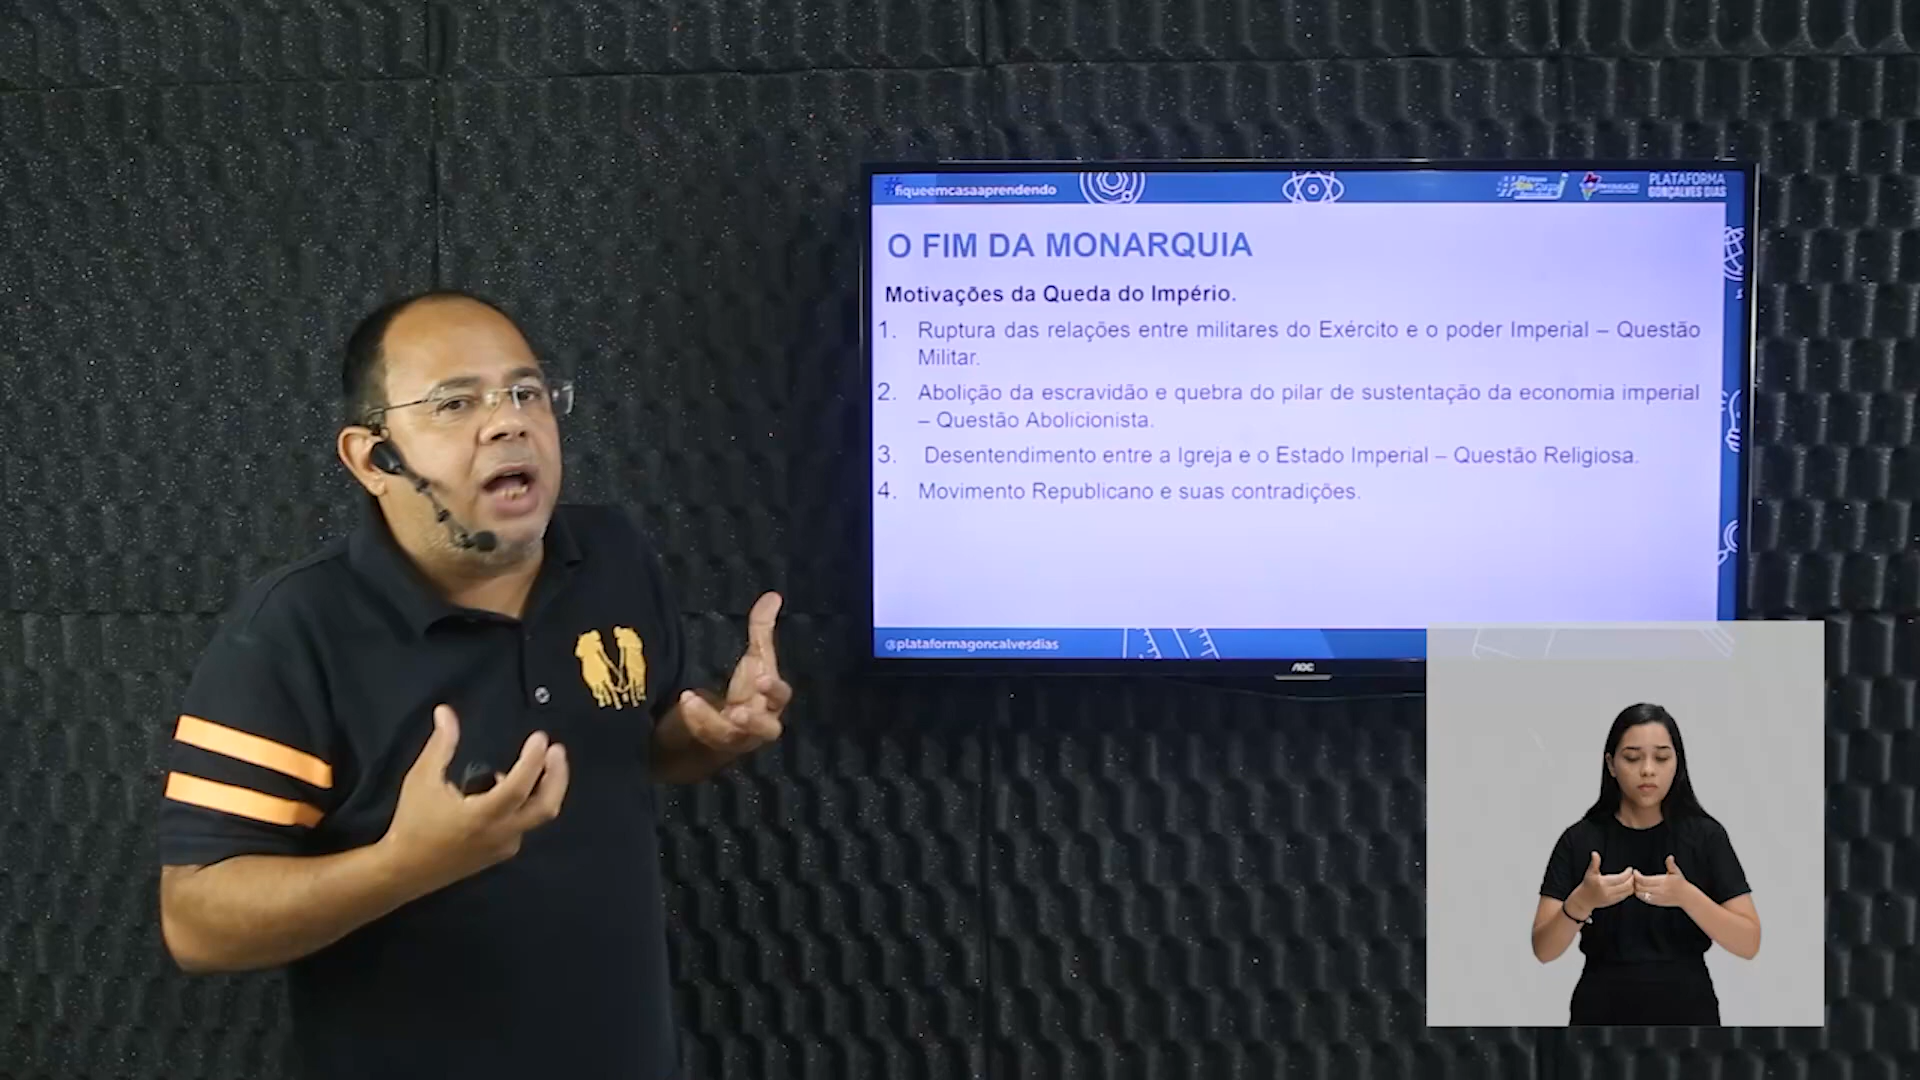 #fiqueemcasaaprendendo
PLATAFORMA
GONÇALVES DIAS
O FIM DA MONARQUIA
Motivações da Queda do Império.
1. Ruptura das relações entre militares do Exército e o poder Imperial – Questão
Militar.
2. Abolição da escravidão e quebra do pilar de sustentação da economia imperial
– Questão Abolicionista.
3. Desentendimento entre a Igreja e o Estado Imperial – Questão Religiosa.
4. Movimento Republicano e suas contradições.
@plataformagoncalvesdias
AOC